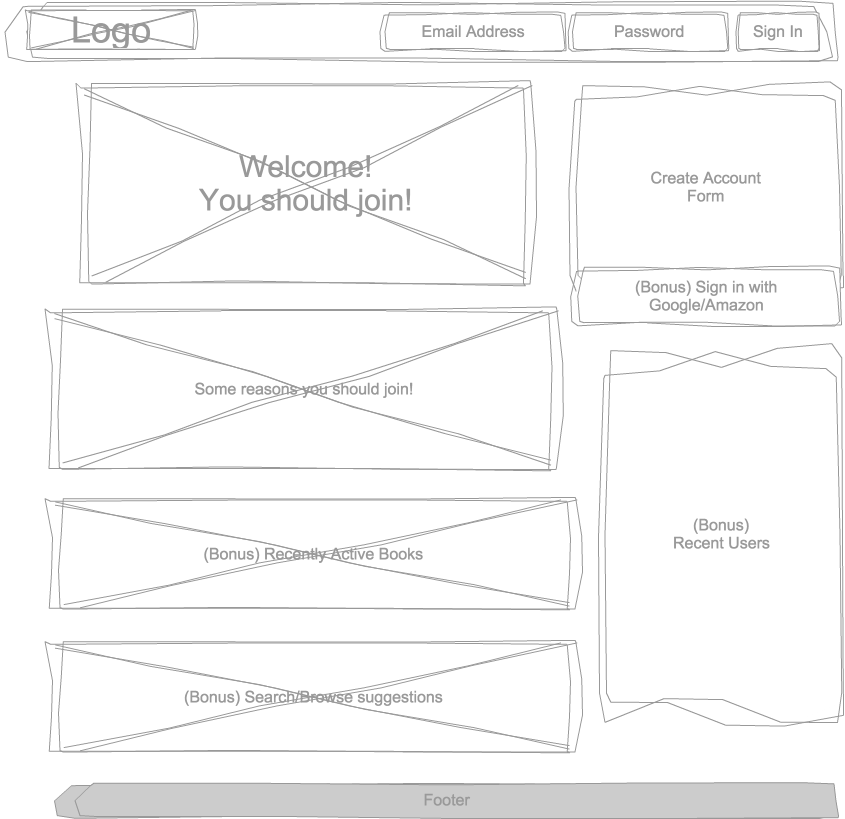 Logo
Email Address
Password
Sign In
Welcome!
You should join!
Create Account
Form
(Bonus) Sign in with
Google/Amazon
Some reasons you should join!
(Bonus) Recently Active Books
(Bonus)
Recent Users
(Bonus) Search/Browse suggestions
Footer